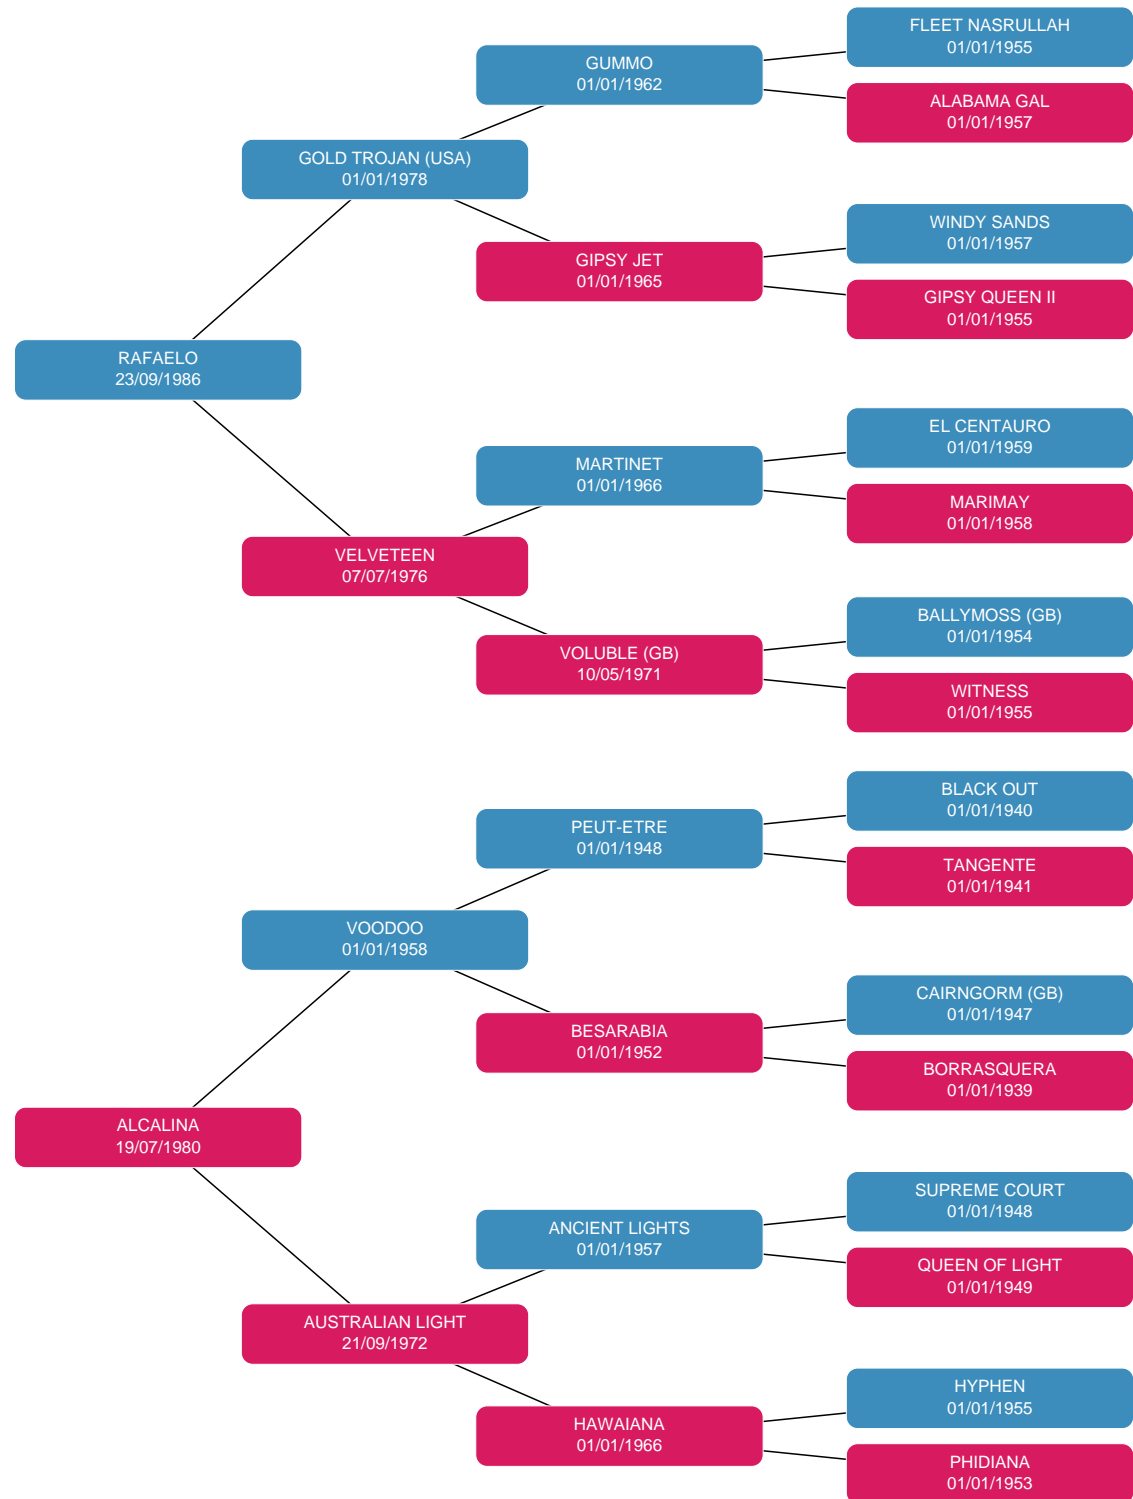 FLEET NASRULLAH
01/01/1955
GUMMO
01/01/1962
ALABAMA GAL
01/01/1957
GOLD TROJAN (USA)
01/01/1978
WINDY SANDS
01/01/1957
GIPSY JET
01/01/1965
GIPSY QUEEN II
01/01/1955
RAFAELO
23/09/1986
EL CENTAURO
01/01/1959
MARTINET
01/01/1966
MARIMAY
01/01/1958
VELVETEEN
07/07/1976
BALLYMOSS (GB)
01/01/1954
VOLUBLE (GB)
10/05/1971
WITNESS
01/01/1955
BLACK OUT
01/01/1940
PEUT-ETRE
01/01/1948
TANGENTE
01/01/1941
VOODOO
01/01/1958
CAIRNGORM (GB)
01/01/1947
BESARABIA
01/01/1952
BORRASQUERA
01/01/1939
ALCALINA
19/07/1980
SUPREME COURT
01/01/1948
ANCIENT LIGHTS
01/01/1957
QUEEN OF LIGHT
01/01/1949
AUSTRALIAN LIGHT
21/09/1972
HYPHEN
01/01/1955
HAWAIANA
01/01/1966
PHIDIANA
01/01/1953